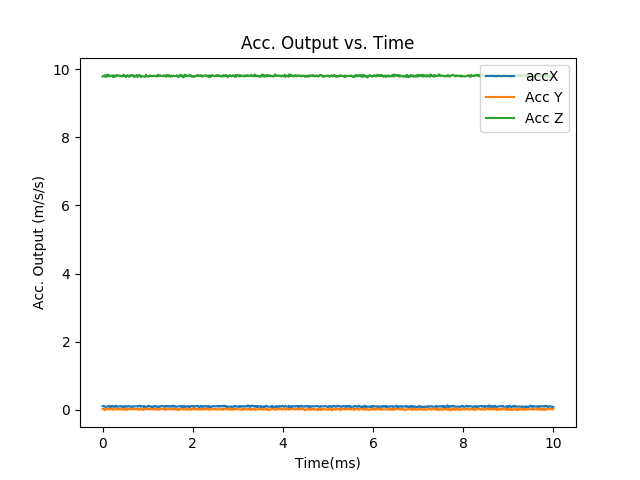 Acc. Output vs. Time
Acc. Output (m/s/s)
10
8
6
4
2
0
accX
Acc Y
Acc Z
0 2 4 6 8 10
Time(ms)